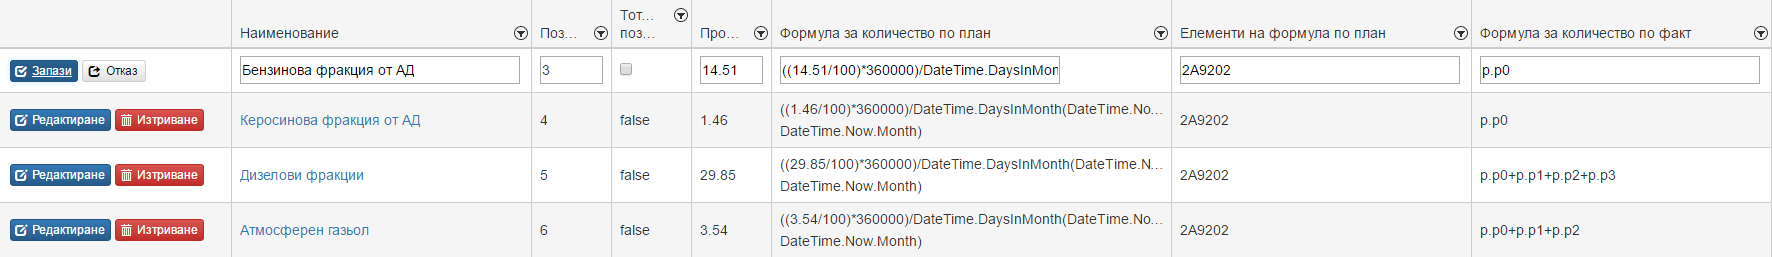 Наименование
Поз...
Тот...
поз...
Про...
Формула за количество по план
Елементи на формула по план
Формула за количество по факт
Запази
Отказ
Бензинова фракция от АД
3
14.51
((14.51/100)*360000)/DateTime.DaysInMon
2A9202
p.p0
Редактиране
Изтриване
Керосинова фракция от АД
4
false
1.46
((1.46/100)*360000)/DateTime.DaysInMonth(DateTime.No...
DateTime.Now.Month)
2A9202
p.p0
Редактиране
Изтриване
Дизелови фракции
5
false
29.85
((29.85/100)*360000)/DateTime.DaysInMonth(DateTime.N...
DateTime.Now.Month)
2A9202
p.p0+p.p1+p.p2+p.p3
Редактиране
Изтриване
Атмосферен газьол
6
false
3.54
((3.54/100)*360000)/DateTime.DaysInMonth(DateTime.No...
DateTime.Now.Month)
2A9202
p.p0+p.p1+p.p2